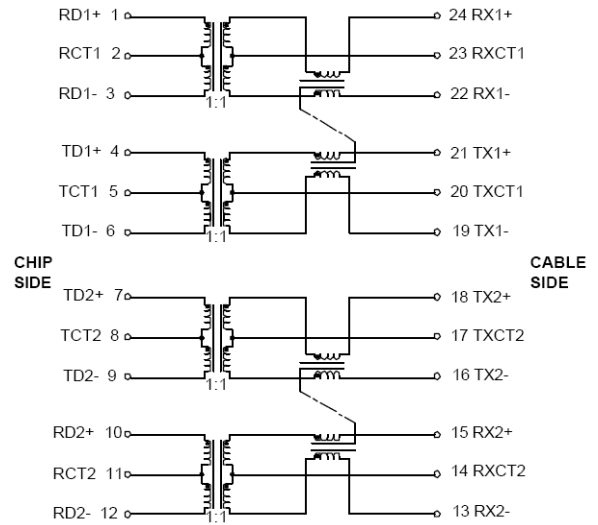 RD1+ 1 24 RX1+
RCT1 2 23 RXCT1
RD1- 3 22 RX1-
1:1
TD1+ 4 21 TX1+
TCT1 5 20 TXCT1
TD1- 6 19 TX1-
1:1
CHIP SIDE
CABLE SIDE
TD2+ 7 18 TX2+
TCT2 8 17 TXCT2
TD2- 9 16 TX2-
1:1
RD2+ 10 15 RX2+
RCT2 11 14 RXCT2
RD2- 12 13 RX2-
1:1